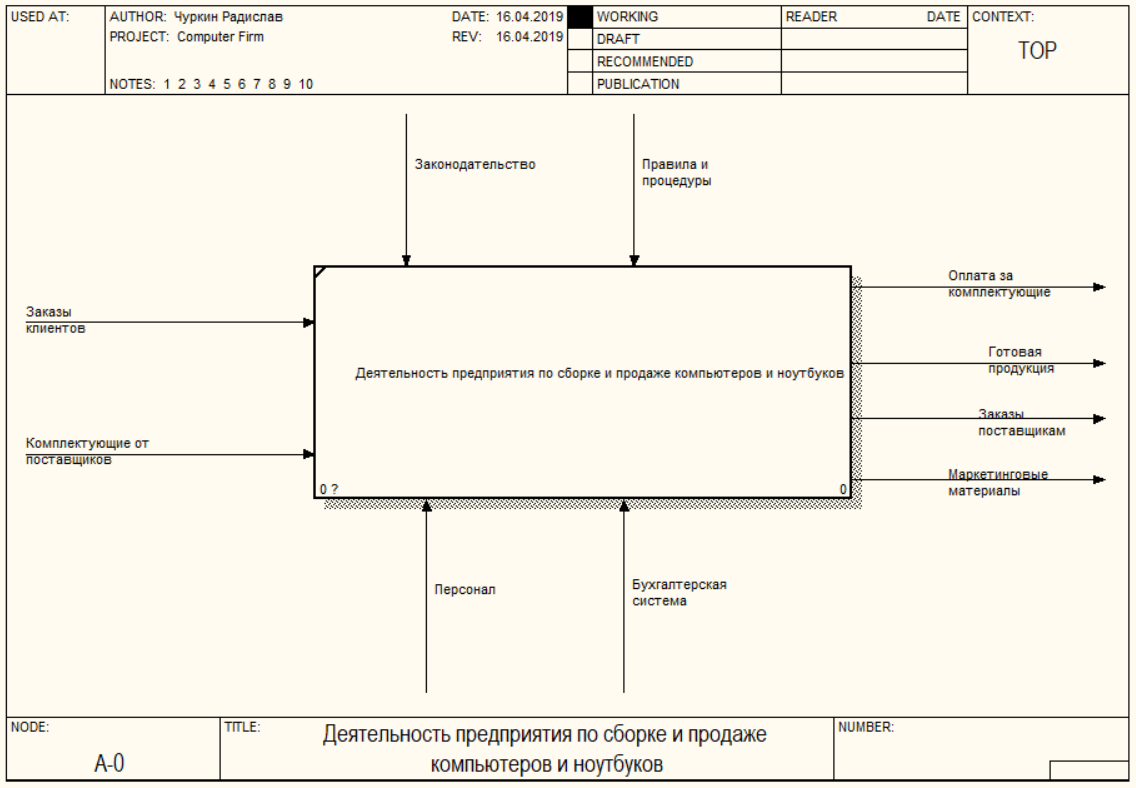 USED AT:
AUTHOR: Чуркин Радислав
DATE: 16.04.2019
PROJECT: Computer Firm
REV: 16.04.2019
NOTES: 1 2 3 4 5 6 7 8 9 10
WORKING
DRAFT
RECOMMENDED
PUBLICATION
READER
DATE
CONTEXT:
TOP
Законодательство
Правила и
процедуры
Заказы
клиентов
Комплектующие от
поставщиков
Деятельность предприятия по сборке и продаже компьютеров и ноутбуков
0 ?
0
Оплата за
комплектующие
Готовая
продукция
Заказы
поставщикам
Маркетинговые
материалы
Персонал
Бухгалтерская
система
NODE:
A-0
TITLE:
Деятельность предприятия по сборке и продаже
компьютеров и ноутбуков
NUMBER: